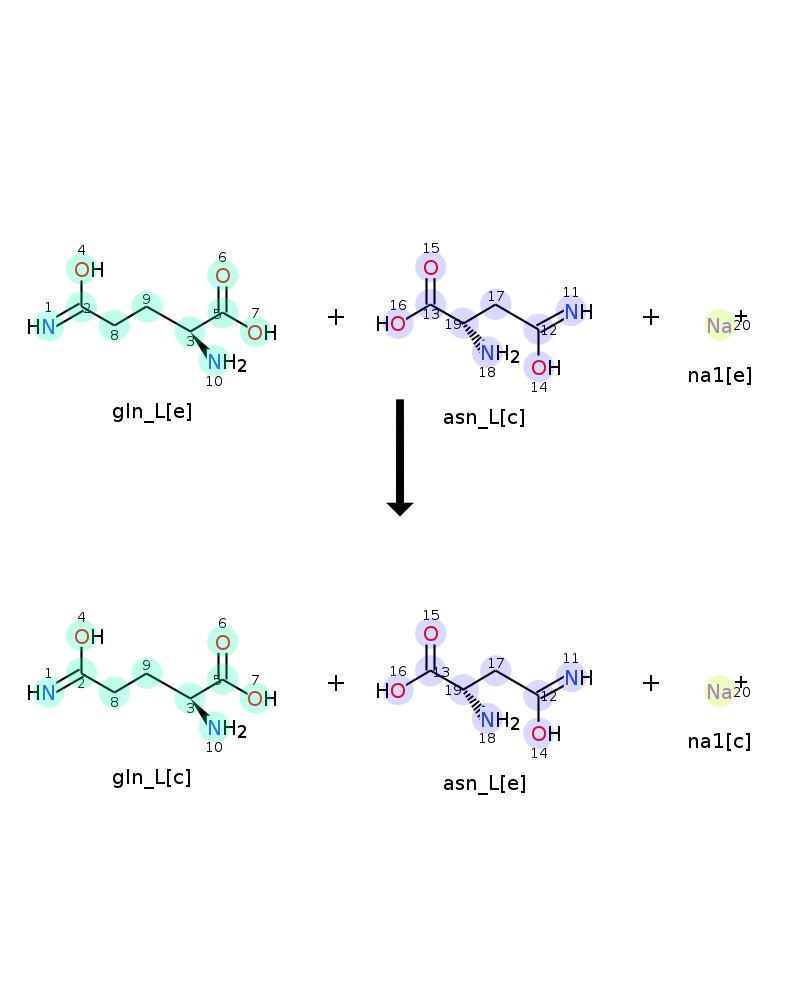 4 6 15
OH O O
1 2 9 5 7 16 13 17 11
HN 8 3 OH + HO 19 12 NH + Na+ 20
NH2 NH2 OH
10 18 14
na1[e]
gln_L[e] asn_L[c]
4 6 15
OH O O
1 2 9 5 7 16 13 17 11
HN 8 3 OH + HO 19 12 NH + Na+ 20
NH2 NH2 OH
10 18 14
na1[c]
gln_L[c] asn_L[e]